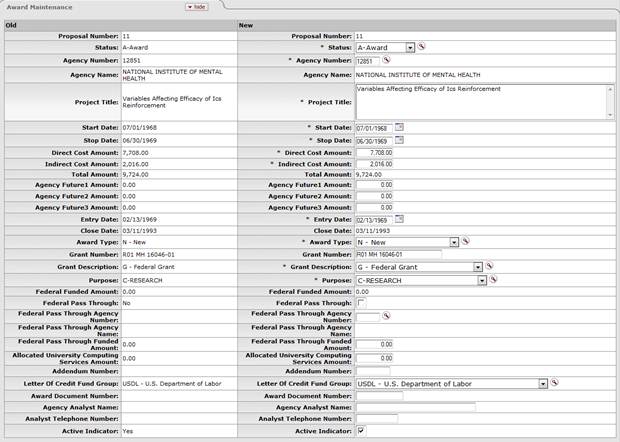 Award Maintenance hide
Old New
Proposal Number: 11 Proposal Number: 11
Status: A-Award * Status: A-Award
Agency Number: 12851 * Agency Number: 12851
Agency Name: NATIONAL INSTITUTE OF MENTAL HEALTH Agency Name: NATIONAL INSTITUTE OF MENTAL HEALTH
Project Title: Variables Affecting Efficacy of Ics Reinforcement * Project Title: Variables Affecting Efficacy of Ics Reinforcement
Start Date: 07/01/1968 * Start Date: 07/01/1968
Stop Date: 06/30/1969 * Stop Date: 06/30/1969
Direct Cost Amount: 7,708.00 * Direct Cost Amount: 7,708.00
Indirect Cost Amount: 2,016.00 * Indirect Cost Amount: 2,016.00
Total Amount: 9,724.00 Total Amount: 9,724.00
Agency Future1 Amount: 0.00 Agency Future1 Amount: 0.00
Agency Future2 Amount: 0.00 Agency Future2 Amount: 0.00
Agency Future3 Amount: 0.00 Agency Future3 Amount: 0.00
Entry Date: 02/13/1969 * Entry Date: 02/13/1969
Close Date: 03/11/1993 Close Date: 03/11/1993
Award Type: N - New * Award Type: N - New
Grant Number: R01 MH 16046-01 Grant Number: R01 MH 16046-01
Grant Description: G - Federal Grant * Grant Description: G - Federal Grant
Purpose: C-RESEARCH * Purpose: C-RESEARCH
Federal Funded Amount: 0.00 Federal Funded Amount: 0.00
Federal Pass Through: No Federal Pass Through:
Federal Pass Through Agency Number: Federal Pass Through Agency Number:
Federal Pass Through Agency Name: Federal Pass Through Agency Name:
Federal Pass Through Funded Amount: 0.00 Federal Pass Through Funded Amount: 0.00
Allocated University Computing Services Amount: 0.00 Allocated University Computing Services Amount: 0.00
Addendum Number: Addendum Number:
Letter Of Credit Fund Group: USDL - U.S. Department of Labor Letter Of Credit Fund Group: USDL - U.S. Department of Labor
Award Document Number: Award Document Number:
Agency Analyst Name: Agency Analyst Name:
Analyst Telephone Number: Analyst Telephone Number:
Active Indicator: Yes Active Indicator: